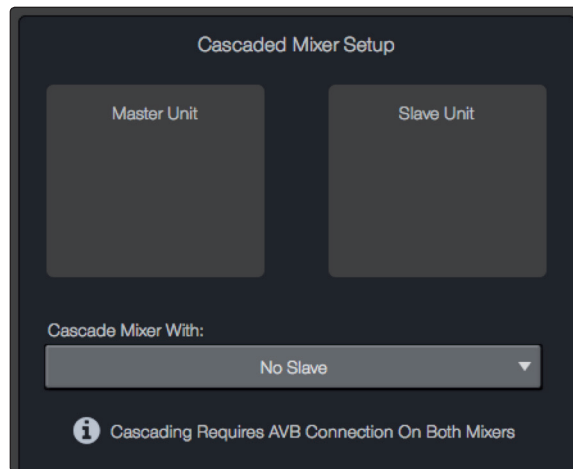 Cascaded Mixer Setup
Master Unit
Slave Unit
Cascade Mixer With:
No Slave
Cascading Requires AVB Connection On Both Mixers